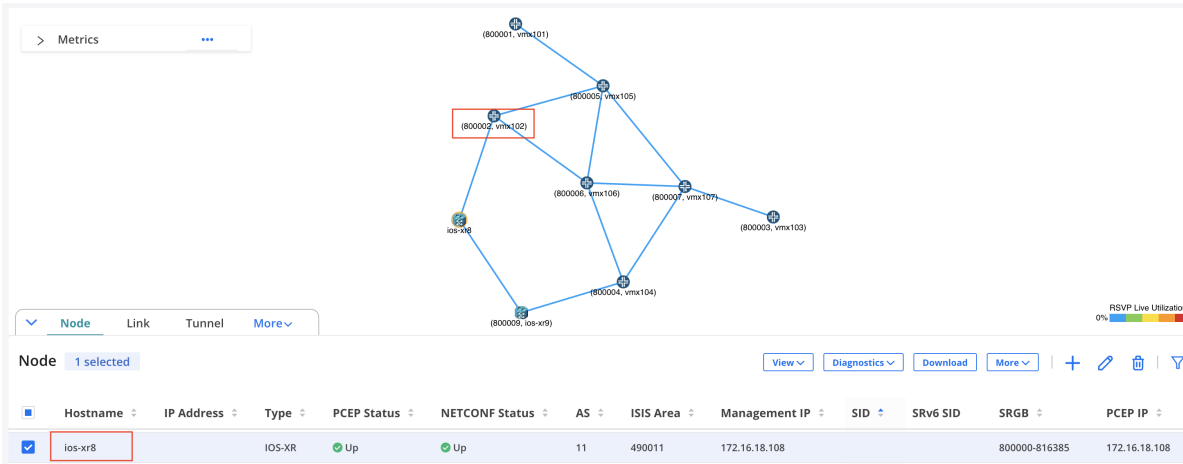 Metrics
(800001, vmx101)
(800005, vmx105)
(800002, vmx102)
(800006, vmx106)
(800007, vmx107)
(800003, vmx103)
ios-xr8
(800004, vmx104)
(800009, ios-xr9)
RSVP Live Utilizatio
0%
Node Link Tunnel More
Node 1 selected View Diagnostics Download More
Hostname IP Address Type PCEP Status NETCONF Status AS ISIS Area Management IP SID SRv6 SID SRGB PCEP IP
ios-xr8 IOS-XR Up Up 11 490011 172.16.18.108 800000-816385 172.16.18.108